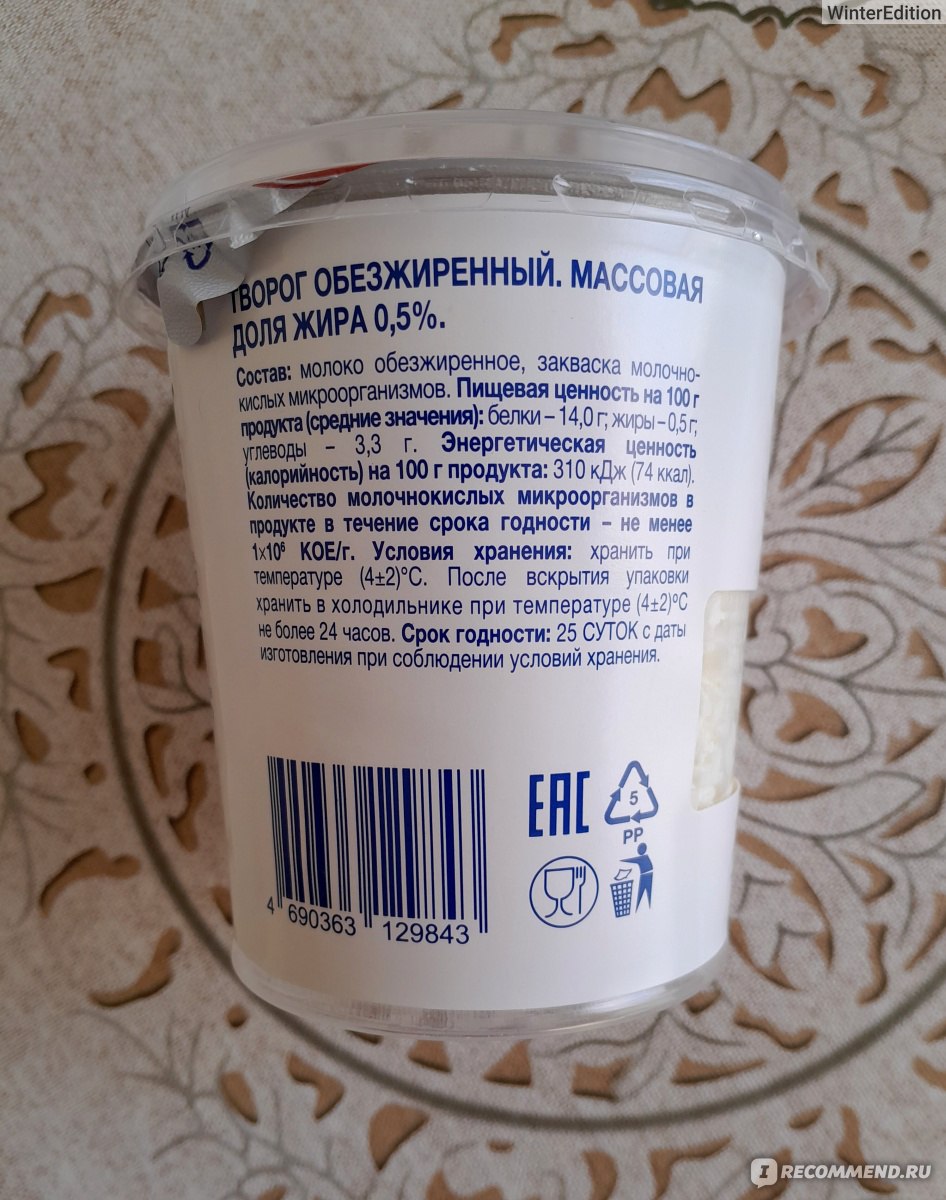 WinterEdition
ТВОРОГ ОБЕЗЖИРЕННЫЙ. МАССОВАЯ
ДОЛЯ ЖИРА 0,5%.
Состав: молоко обезжиренное, закваска молочно-
кислых микроорганизмов. Пищевая ценность на 100 г
продукта (средние значения): белки – 14,0 г; жиры – 0,5 г;
углеводы – 3,3 г. Энергетическая ценность
(калорийность) на 100 г продукта: 310 кДж (74 ккал).
Количество молочнокислых микроорганизмов в
продукте в течение срока годности – не менее
1×10⁶ КОЕ/г. Условия хранения: хранить при
температуре (4±2)°С. После вскрытия упаковки
хранить в холодильнике при температуре (4±2)°С
не более 24 часов. Срок годности: 25 СУТОК с даты
изготовления при соблюдении условий хранения.
EAC
5
PP
4 690363 129843
IRECOMMEND.RU